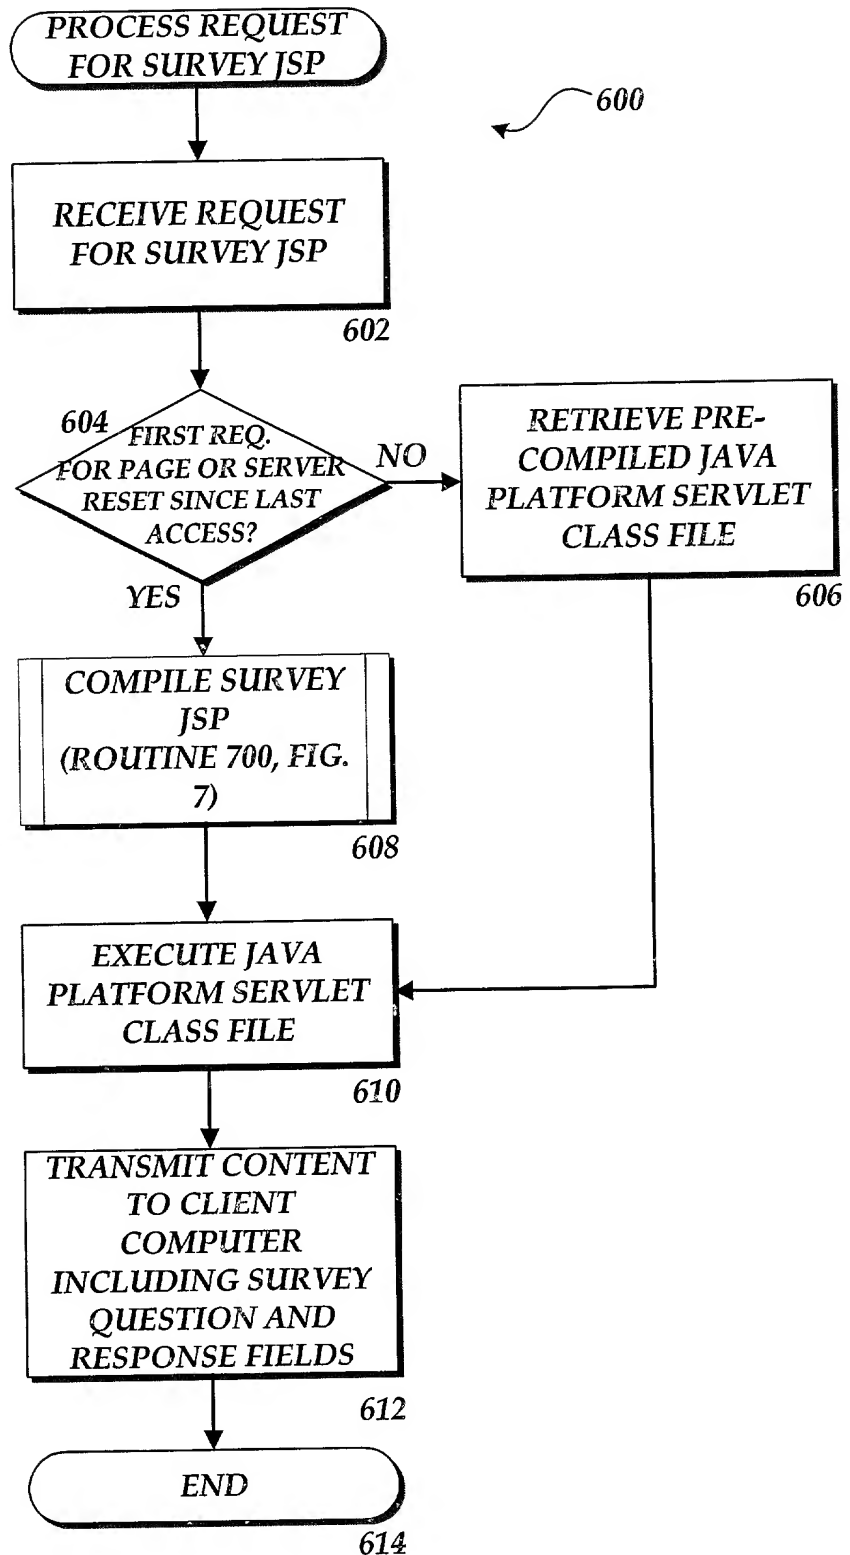 PROCESS REQUEST
FOR SURVEY JSP
600
RECEIVE REQUEST
FOR SURVEY JSP
602
604
FIRST REQ.
FOR PAGE OR SERVER
RESET SINCE LAST
ACCESS?
NO
YES
RETRIEVE PRE-
COMPILED JAVA
PLATFORM SERVLET
CLASS FILE
606
COMPILE SURVEY
JSP
(ROUTINE 700, FIG.
7)
608
EXECUTE JAVA
PLATFORM SERVLET
CLASS FILE
610
TRANSMIT CONTENT
TO CLIENT
COMPUTER
INCLUDING SURVEY
QUESTION AND
RESPONSE FIELDS
612
END
614